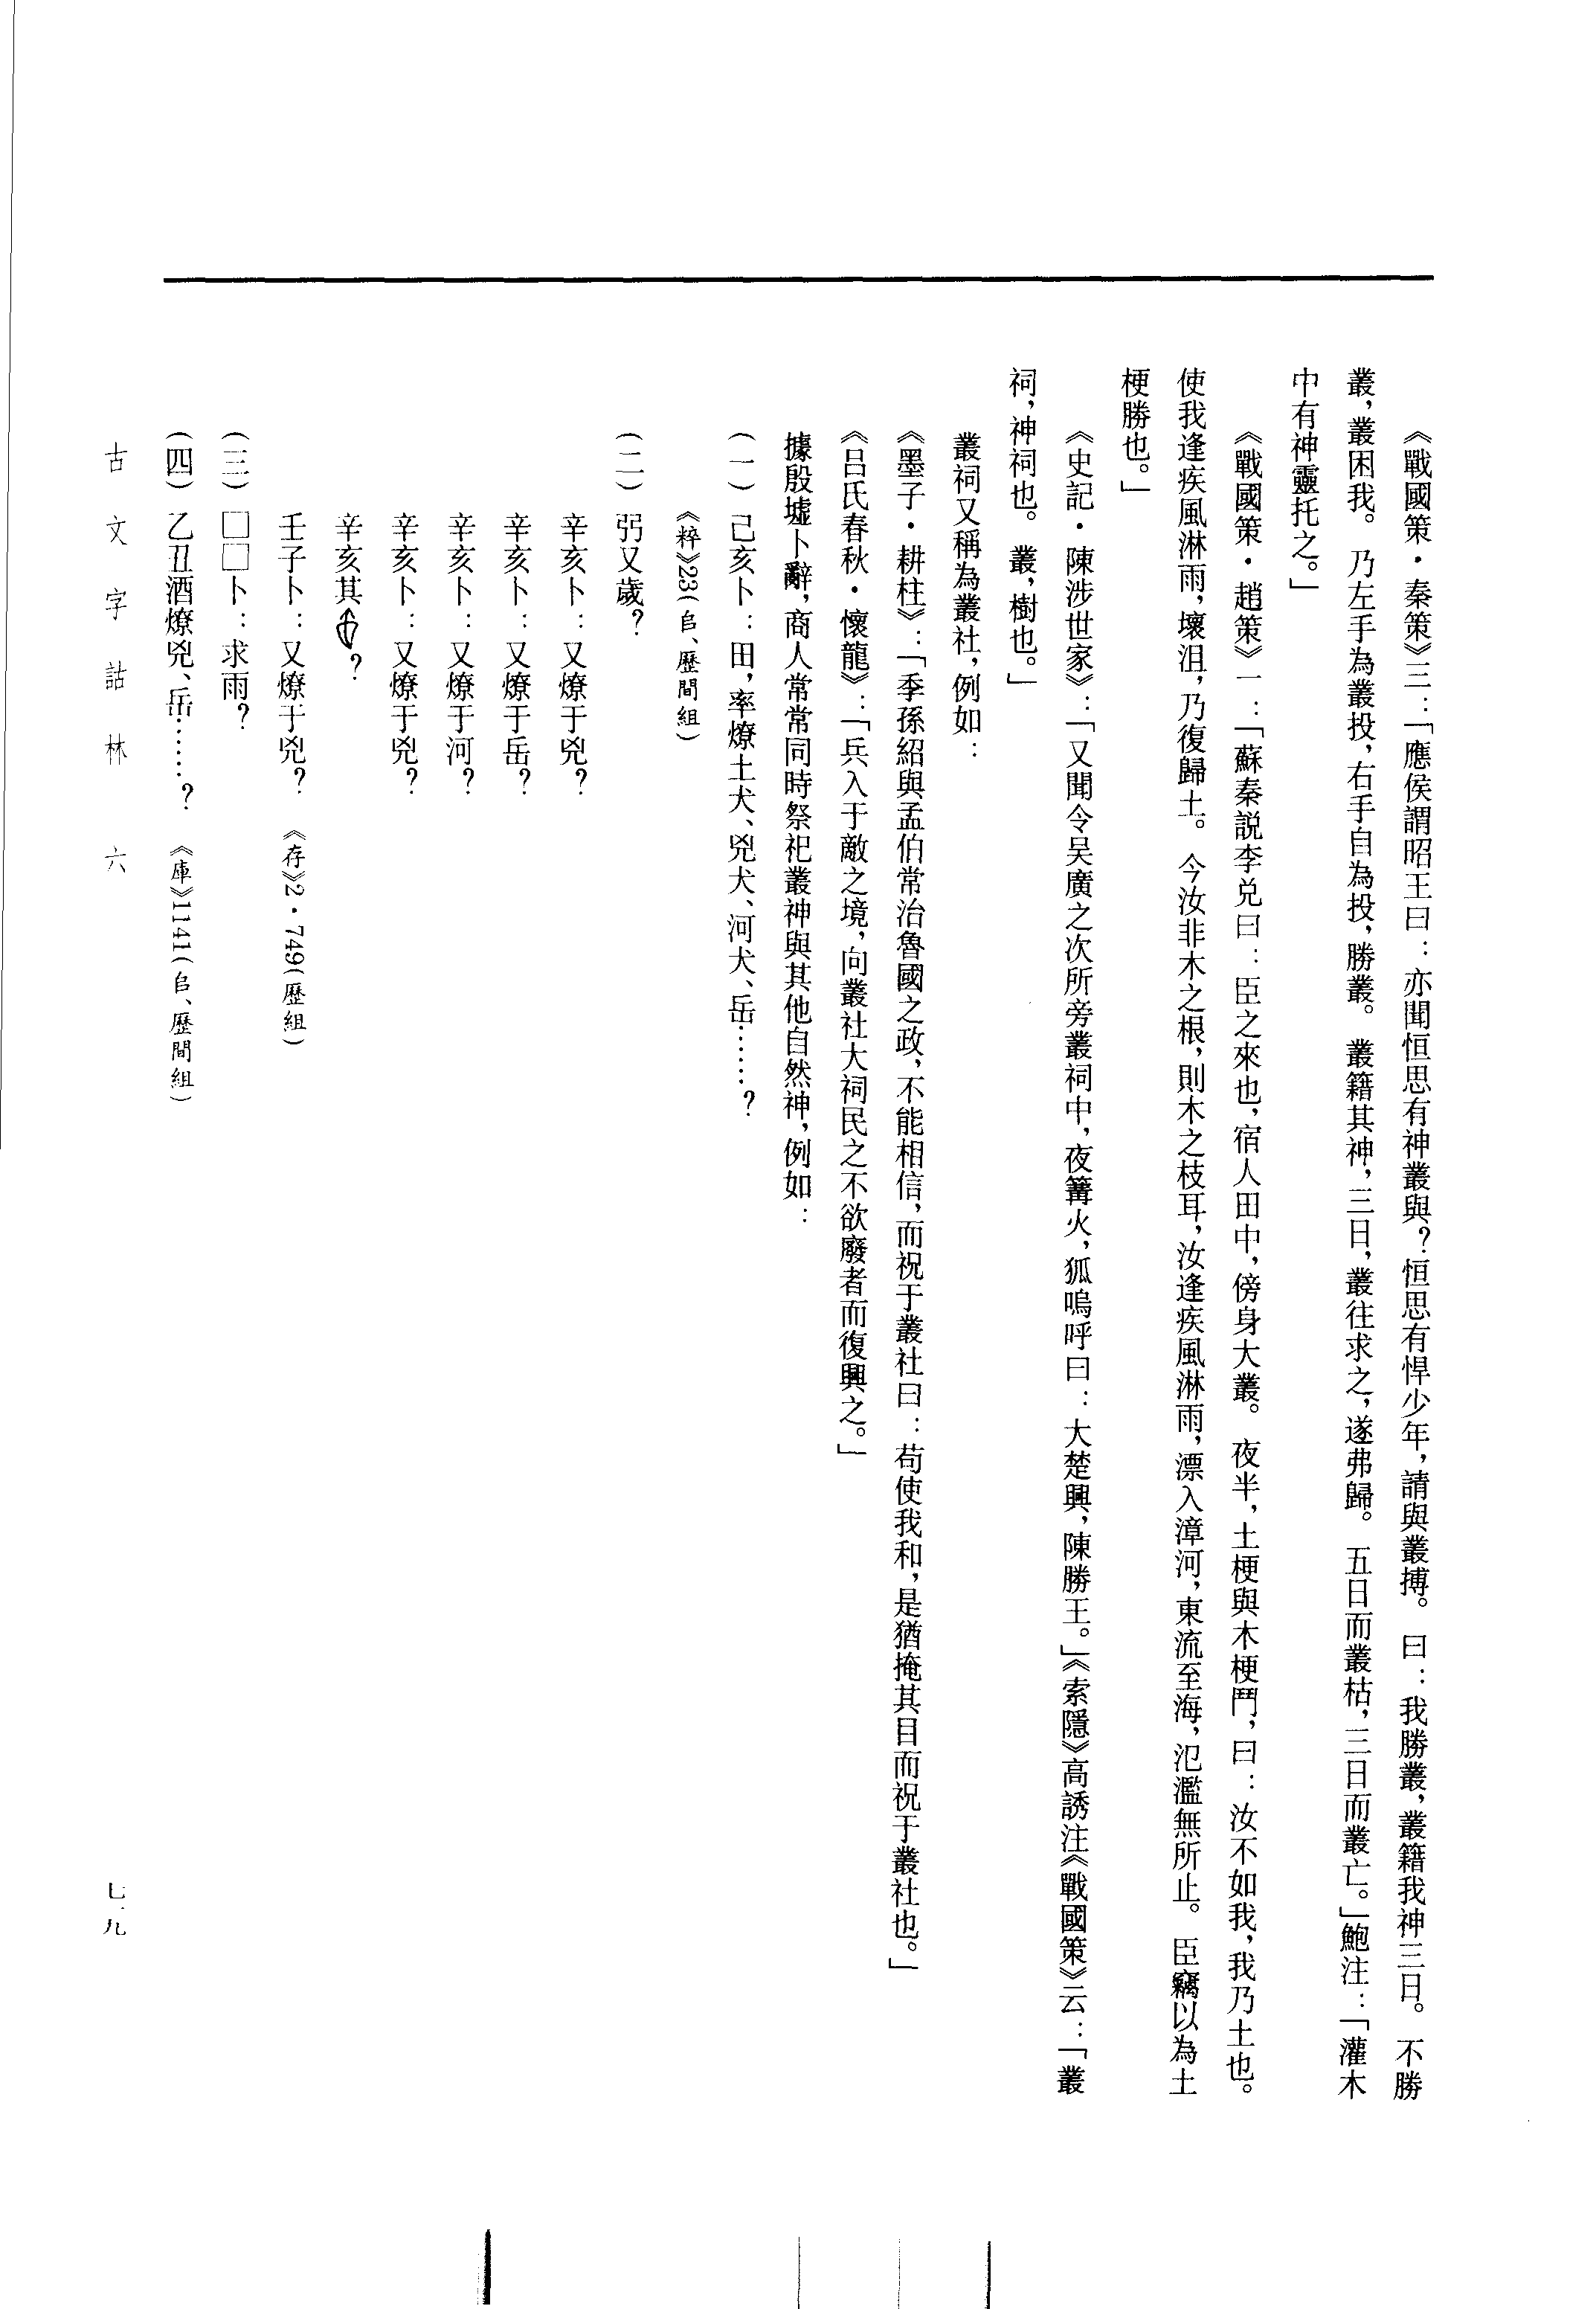 《戰國策·秦策》三：「應侯謂昭王曰：亦聞恒思有神叢與？恒思有悍少年，請與叢搏。曰：我勝叢，叢籍我神三日。不勝
叢，叢困我。乃左手為叢投，右手自為投，勝叢。叢籍其神，三日，叢往求之，遂弗歸。五日而叢枯，三日而叢亡。」鮑注：「灌木
中有神靈托之。」
《戰國策·趙策》一：「蘇秦説李兑曰：臣之來也，宿人田中，傍身大叢。夜半，土梗與木梗鬥，曰：汝不如我，我乃土也。
使我逢疾風淋雨，壞沮，乃復歸土。今汝非木之根，則木之枝耳，汝逢疾風淋雨，漂入漳河，東流至海，氾濫無所止。臣竊以為土
梗勝也。」
《史記·陳涉世家》：「又聞令吴廣之次所旁叢祠中，夜篝火，狐嗚呼曰：大楚興，陳勝王。」《索隱》高誘注《戰國策》云：「叢
祠，神祠也。叢，樹也。」
叢祠又稱為叢社，例如：
《墨子·耕柱》：「季孫紹與孟伯常治魯國之政，不能相信，而祝于叢社曰：苟使我和，是猶掩其目而祝于叢社也。」
《吕氏春秋·懷龍》：「兵入于敵之境，向叢社大祠民之不欲廢者而復興之。」
據殷墟卜辭，商人常常同時祭祀叢神與其他自然神，例如：
（一）己亥卜：田，率燎土犬、兕犬、河犬、岳……？
《粹》23（𠂤、歷間組）
（二）弜又歲？
辛亥卜：又燎于兕？
辛亥卜：又燎于岳？
辛亥卜：又燎于河？
辛亥卜：又燎于兕？
辛亥其？
壬子卜：又燎于兕？　《存》2·749（歷組）
（三）□□卜：求雨？
（四）乙丑酒燎兕、岳……？　《庫》1141（𠂤、歷間組）
古文字詁林　六
七九